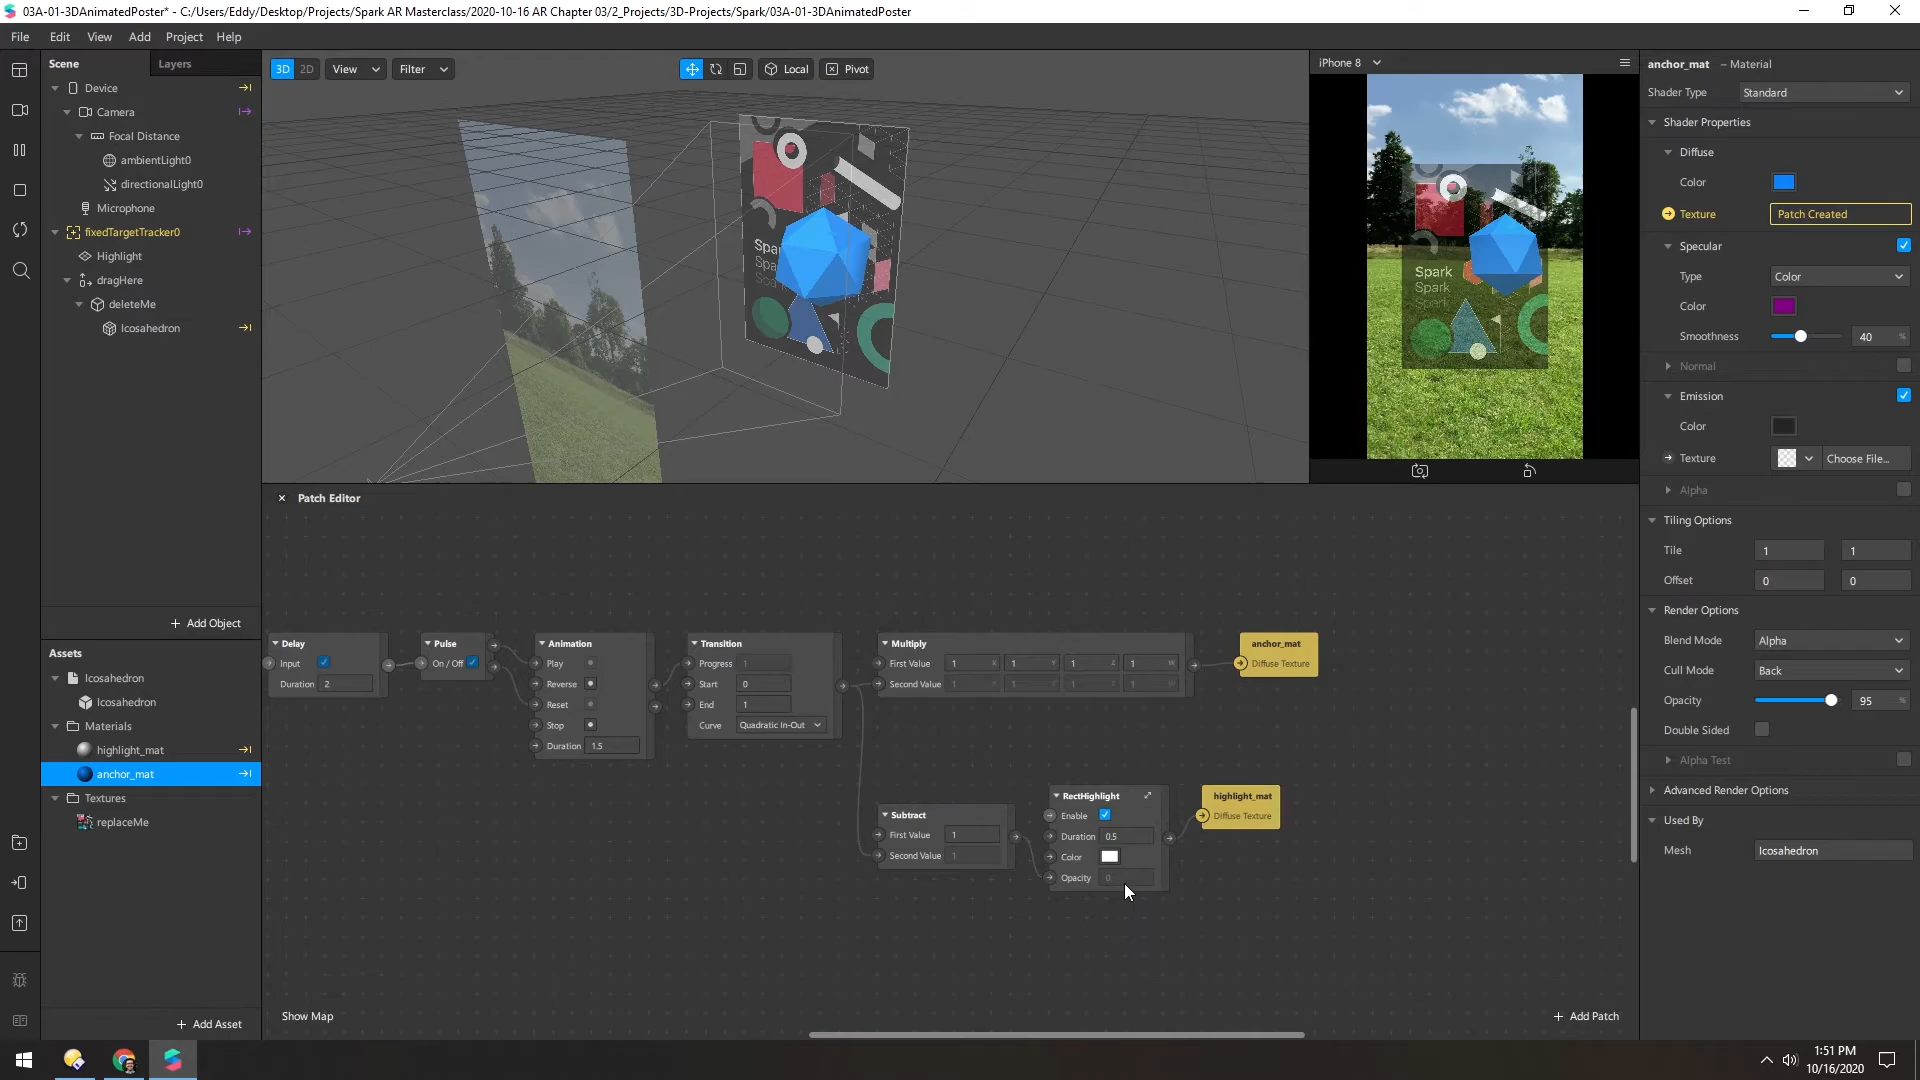 03A-01-3DAnimatedPoster* - C:/Users/Eddy/Desktop/Projects/Spark AR Masterclass/2020-10-16 AR Chapter 03/2_Projects/3D-Projects/Spark/03A-01-3DAnimatedPoster
File Edit View Add Project Help
Scene Layers
Device
Camera
Focal Distance
ambientLight0
directionalLight0
Microphone
fixedTargetTracker0
Highlight
dragHere
deleteMe
Icosahedron
+ Add Object
Assets
Icosahedron
Icosahedron
Materials
highlight_mat
anchor_mat
Textures
replaceMe
+ Add Asset
3D 2D View Filter Local Pivot
Spark
Spark
Spark
iPhone 8
Spark
Spark
Spark
Patch Editor
Delay
Input
Duration 2
Pulse
On / Off
Animation
Play
Reverse
Reset
Stop
Duration 1.5
Transition
Progress 1
Start 0
End 1
Curve Quadratic In-Out
Multiply
First Value 1 X 1 Y 1 Z 1 W
Second Value 1 1 1 1
anchor_mat
Diffuse Texture
Subtract
First Value 1
Second Value 1
RectHighlight
Enable
Duration 0.5
Color
Opacity 0
highlight_mat
Diffuse Texture
Show Map
+ Add Patch
anchor_mat – Material
Shader Type Standard
Shader Properties
Diffuse
Color
Texture Patch Created
Specular
Type Color
Color
Smoothness 40 %
Normal
Emission
Color
Texture Choose File...
Alpha
Tiling Options
Tile 1 1
Offset 0 0
Render Options
Blend Mode Alpha
Cull Mode Back
Opacity 95 %
Double Sided
Alpha Test
Advanced Render Options
Used By
Mesh Icosahedron
1:51 PM
10/16/2020